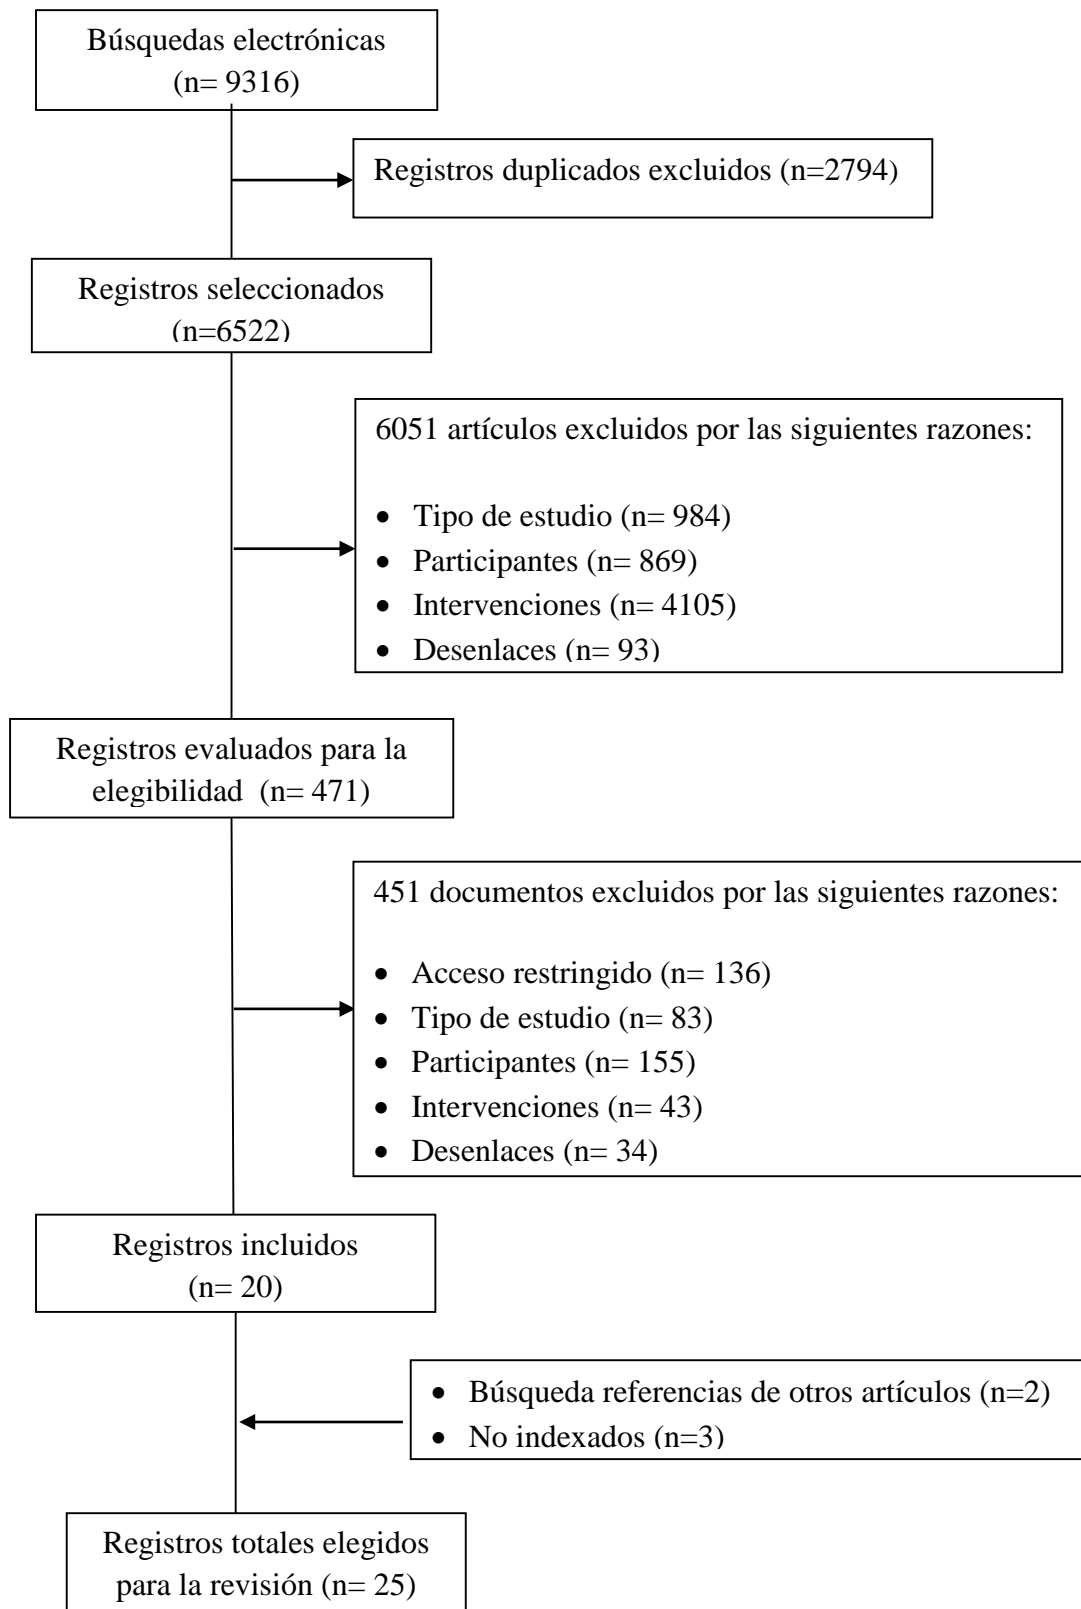 Búsquedas electrónicas
(n= 9316)
Registros duplicados excluidos (n=2794)
Registros seleccionados
(n=6522)
6051 artículos excluidos por las siguientes razones:
• Tipo de estudio (n= 984)
• Participantes (n= 869)
• Intervenciones (n= 4105)
• Desenlaces (n= 93)
Registros evaluados para la
elegibilidad  (n= 471)
451 documentos excluidos por las siguientes razones:
• Acceso restringido (n= 136)
• Tipo de estudio (n= 83)
• Participantes (n= 155)
• Intervenciones (n= 43)
• Desenlaces (n= 34)
Registros incluidos
(n= 20)
• Búsqueda referencias de otros artículos (n=2)
• No indexados (n=3)
Registros totales elegidos
para la revisión (n= 25)